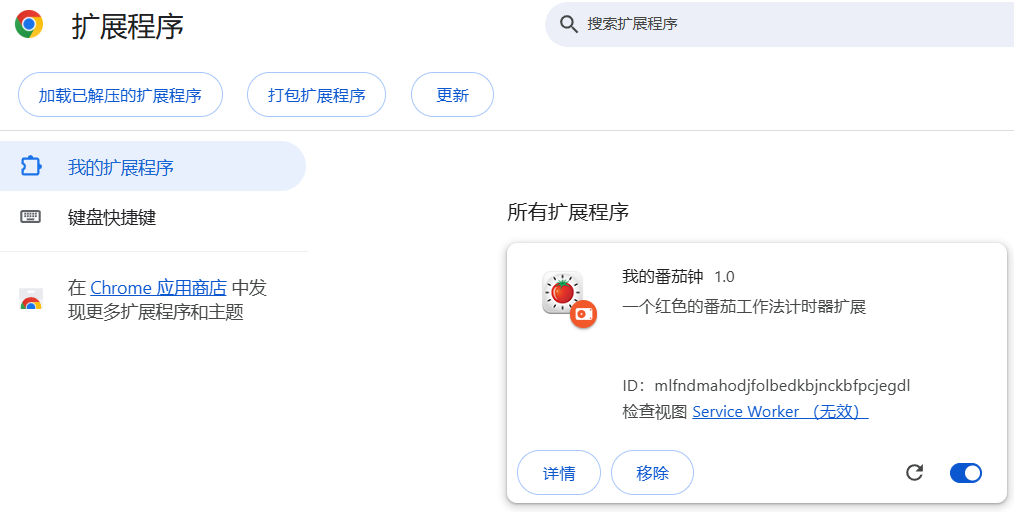 扩展程序
搜索扩展程序
加载已解压的扩展程序
打包扩展程序
更新
我的扩展程序
键盘快捷键
在 Chrome 应用商店 中发
现更多扩展程序和主题
所有扩展程序
我的番茄钟 1.0
一个红色的番茄工作法计时器扩展
ID：mlfndmahodjfolbedkbjnckbfpcjegdl
检查视图 Service Worker （无效）
详情
移除